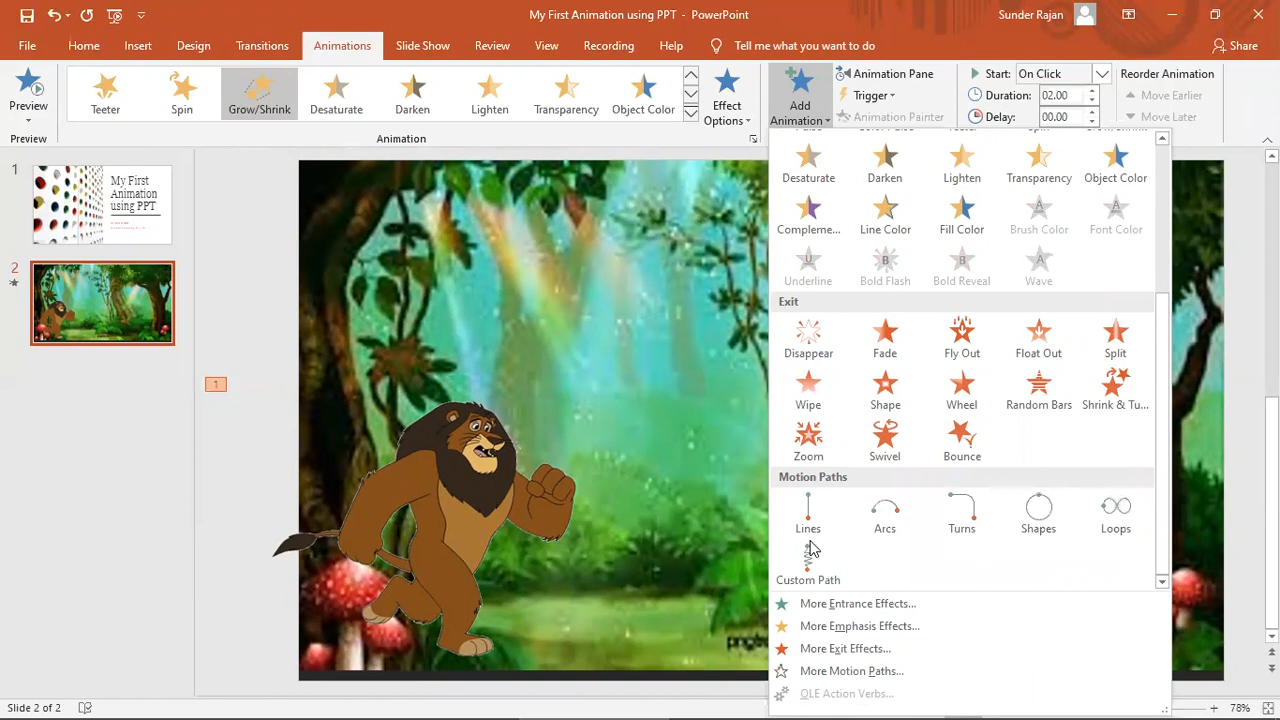 My First Animation using PPT - PowerPoint
Sunder Rajan
File
Home
Insert
Design
Transitions
Animations
Slide Show
Review
View
Recording
Help
Tell me what you want to do
Share
Preview
Teeter
Spin
Grow/Shrink
Desaturate
Darken
Lighten
Transparency
Object Color
Effect
Options
Add
Animation
Animation Pane
Trigger
Animation Painter
Start: On Click
Duration: 02.00
Delay: 00.00
Reorder Animation
Move Earlier
Move Later
Preview
Animation
Desaturate
Darken
Lighten
Transparency
Object Color
Compleme...
Line Color
Fill Color
Brush Color
Font Color
Underline
Bold Flash
Bold Reveal
Wave
Exit
Disappear
Fade
Fly Out
Float Out
Split
Wipe
Shape
Wheel
Random Bars
Shrink & Tu...
Zoom
Swivel
Bounce
Motion Paths
Lines
Arcs
Turns
Shapes
Loops
Custom Path
More Entrance Effects...
More Emphasis Effects...
More Exit Effects...
More Motion Paths...
OLE Action Verbs...
1
My First
Animation
using PPT
2
1
Slide 2 of 2
78%